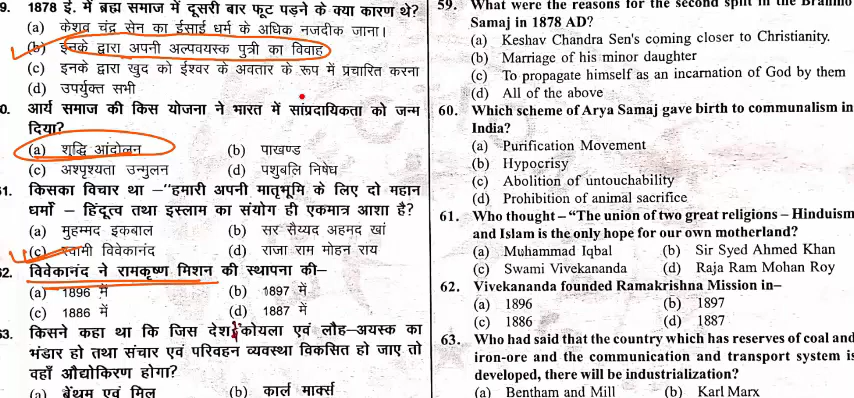 9. 1878 ई. में ब्रह्म समाज में दूसरी बार फूट पड़ने के क्या कारण थे?
(a) केशव चंद्र सेन का ईसाई धर्म के अधिक नजदीक जाना।
(b) इनके द्वारा अपनी अल्पवयस्क पुत्री का विवाह
(c) इनके द्वारा खुद को ईश्वर के अवतार के रूप में प्रचारित करना
(d) उपर्युक्त सभी
0. आर्य समाज की किस योजना ने भारत में सांप्रदायिकता को जन्म
दिया?
(a) शुद्धि आंदोलन (b) पाखण्ड
(c) अश्पृश्यता उन्मुलन (d) पशुबलि निषेध
1. किसका विचार था –"हमारी अपनी मातृभूमि के लिए दो महान
धर्मों – हिंदूत्व तथा इस्लाम का संयोग ही एकमात्र आशा है?
(a) मुहम्मद इकबाल (b) सर सैय्यद अहमद खां
(c) स्वामी विवेकानंद (d) राजा राम मोहन राय
62. विवेकानंद ने रामकृष्ण मिशन की स्थापना की–
(a) 1896 में (b) 1897 में
(c) 1886 में (d) 1887 में
63. किसने कहा था कि जिस देश कोयला एवं लौह-अयस्क का
भंडार हो तथा संचार एवं परिवहन व्यवस्था विकसित हो जाए तो
वहाँ औद्योकिरण होगा?
(a) बेंथम एवं मिल (b) कार्ल मार्क्स
59. What were the reasons for the second split in the Brahmo
Samaj in 1878 AD?
(a) Keshav Chandra Sen's coming closer to Christianity.
(b) Marriage of his minor daughter
(c) To propagate himself as an incarnation of God by them
(d) All of the above
60. Which scheme of Arya Samaj gave birth to communalism in
India?
(a) Purification Movement
(b) Hypocrisy
(c) Abolition of untouchability
(d) Prohibition of animal sacrifice
61. Who thought – "The union of two great religions – Hinduism
and Islam is the only hope for our own motherland?
(a) Muhammad Iqbal (b) Sir Syed Ahmed Khan
(c) Swami Vivekananda (d) Raja Ram Mohan Roy
62. Vivekananda founded Ramakrishna Mission in–
(a) 1896 (b) 1897
(c) 1886 (d) 1887
63. Who had said that the country which has reserves of coal and
iron-ore and the communication and transport system is
developed, there will be industrialization?
(a) Bentham and Mill (b) Karl Marx